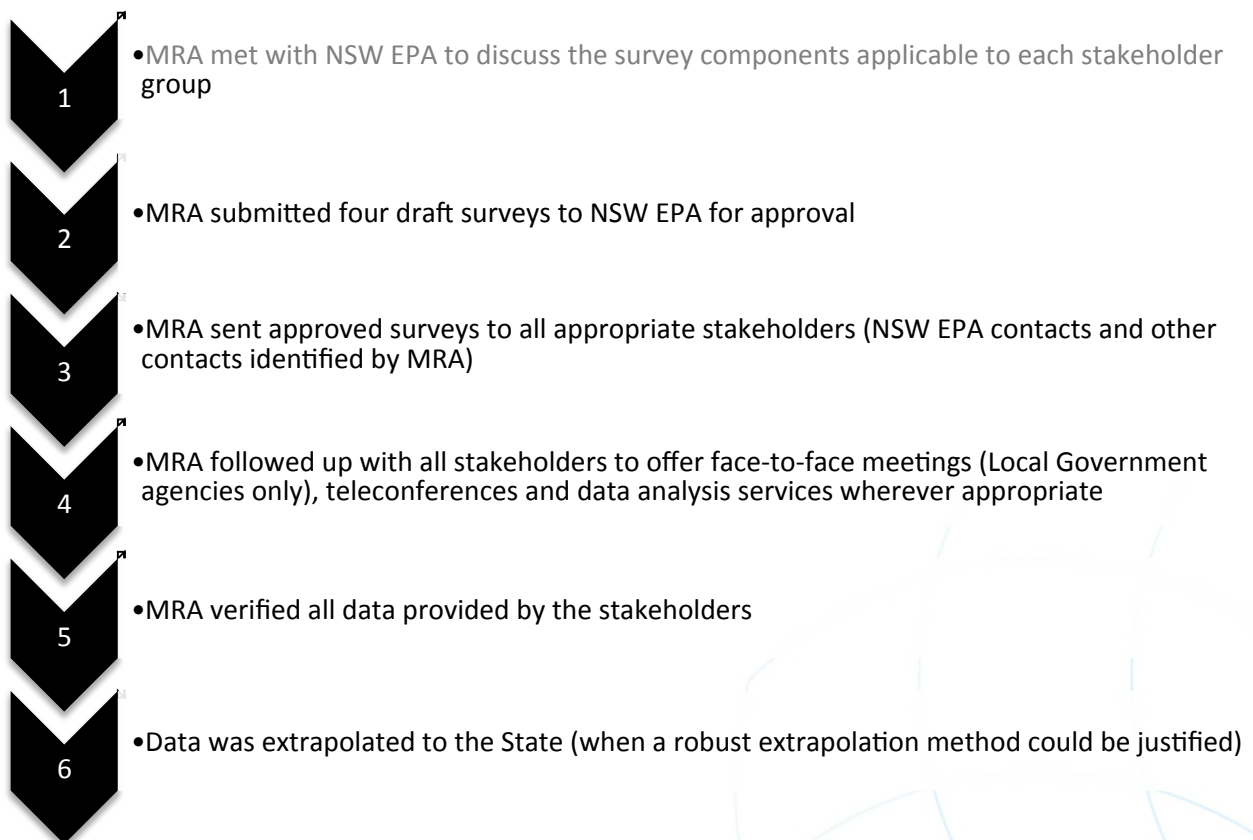 1
•MRA met with NSW EPA to discuss the survey components applicable to each stakeholder
group
2
•MRA submitted four draft surveys to NSW EPA for approval
3
•MRA sent approved surveys to all appropriate stakeholders (NSW EPA contacts and other
contacts identified by MRA)
4
•MRA followed up with all stakeholders to offer face-to-face meetings (Local Government
agencies only), teleconferences and data analysis services wherever appropriate
5
•MRA verified all data provided by the stakeholders
6
•Data was extrapolated to the State (when a robust extrapolation method could be justified)